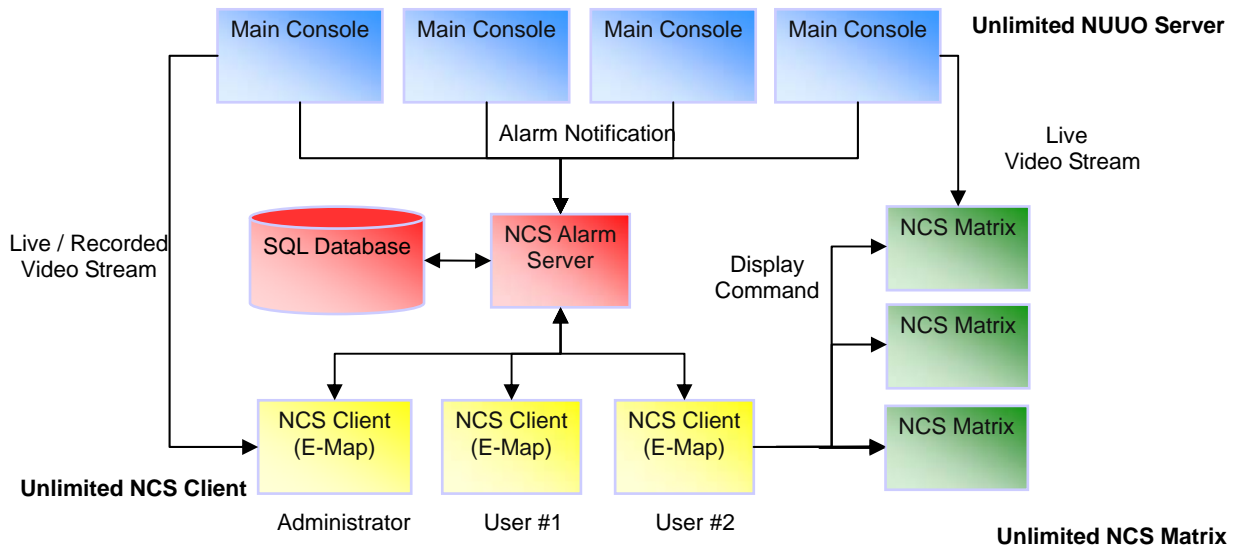 Main Console
Main Console
Main Console
Main Console
Unlimited NUUO Server
Alarm Notification
Live
Video Stream
Live / Recorded
Video Stream
SQL Database
NCS Alarm
Server
Display
Command
NCS Matrix
NCS Matrix
NCS Matrix
NCS Client
(E-Map)
NCS Client
(E-Map)
NCS Client
(E-Map)
Unlimited NCS Client
Administrator
User #1
User #2
Unlimited NCS Matrix